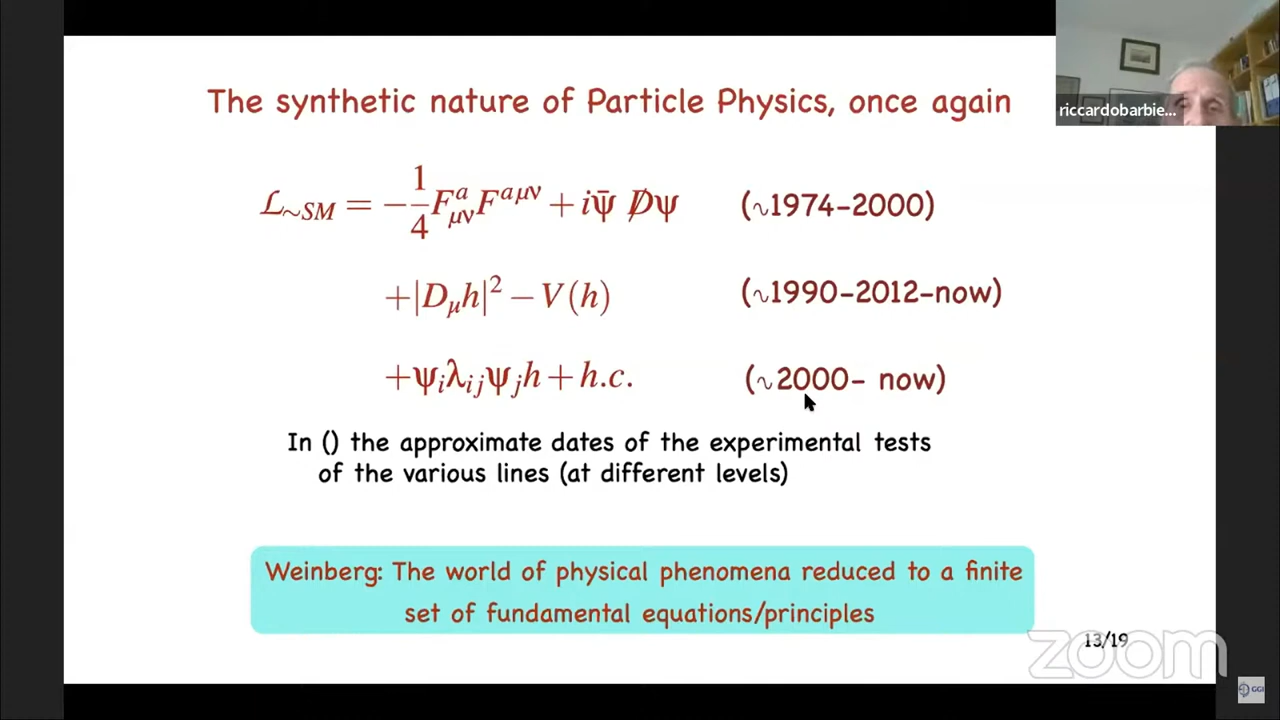 The synthetic nature of Particle Physics, once again
riccardobarbie...
ℒ∼SM = −1/4 F^a_μν F^aμν + iψ̄ D̸ψ (∼1974-2000)
+|D_μ h|² − V(h) (∼1990-2012-now)
+ψ_i λ_ij ψ_j h + h.c. (∼2000- now)
In () the approximate dates of the experimental tests
of the various lines (at different levels)
Weinberg: The world of physical phenomena reduced to a finite
set of fundamental equations/principles
13/19
zoom
GGI